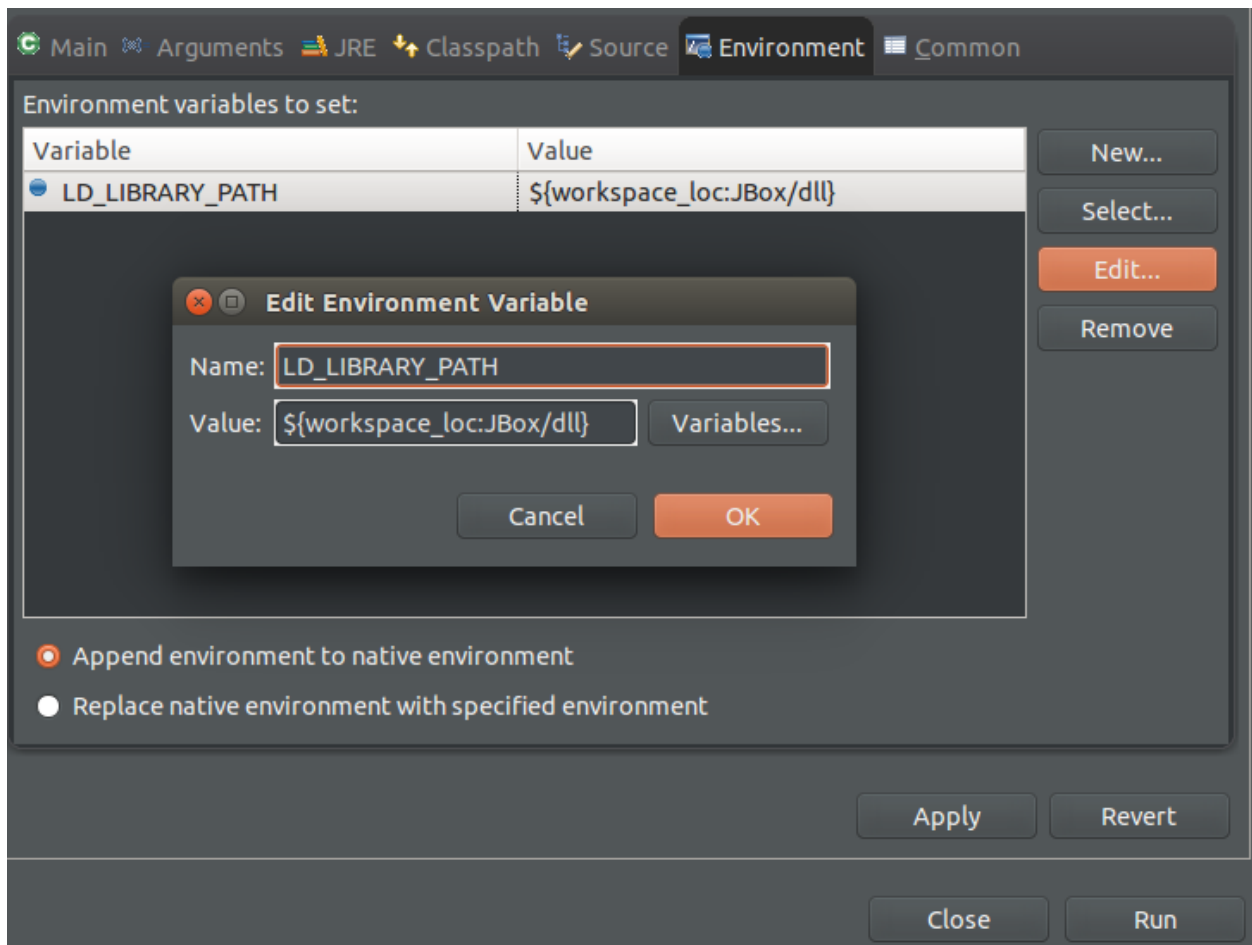 Main Arguments JRE Classpath Source Environment Common
Environment variables to set:
Variable Value
New...
LD_LIBRARY_PATH ${workspace_loc:JBox/dll}
Select...
Edit...
Remove
Edit Environment Variable
Name: LD_LIBRARY_PATH
Value: ${workspace_loc:JBox/dll} Variables...
Cancel OK
Append environment to native environment
Replace native environment with specified environment
Apply Revert
Close Run